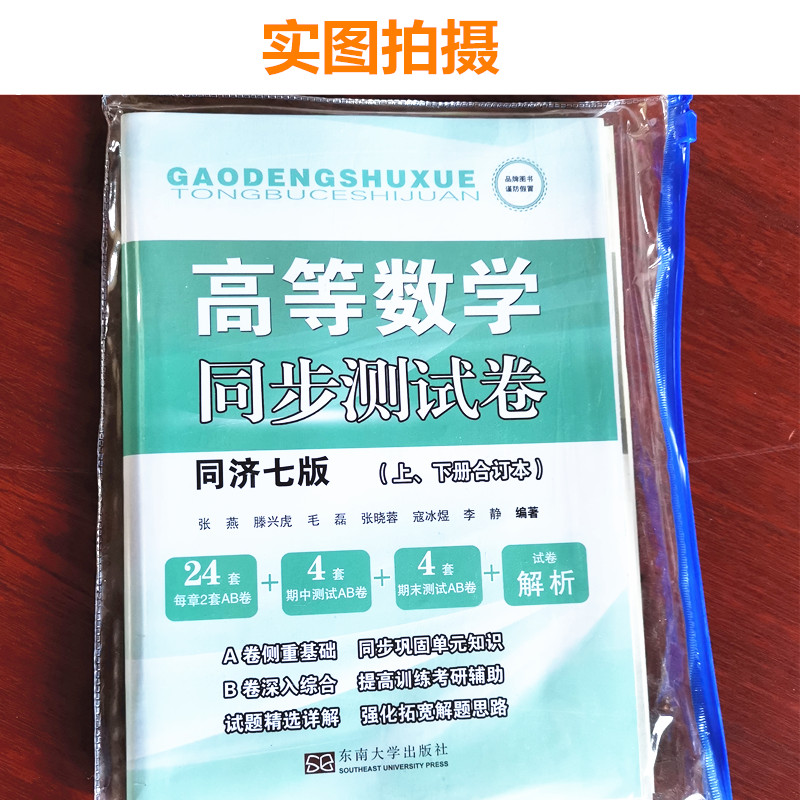 实图拍摄
GAODENGSHUXUE
TONGBUCESHIJUAN
品牌图书
谨防假冒
高等数学
同步测试卷
同济七版 (上、下册合订本)
张 燕 滕兴虎 毛 磊 张晓蓉 寇冰煜 李 静 编著
24套 + 4套 + 4套 + 试卷
每章2套AB卷 期中测试AB卷 期末测试AB卷 解析
A卷侧重基础 同步巩固单元知识
B卷深入综合 提高训练考研辅助
试题精选详解 强化拓宽解题思路
东南大学出版社
SOUTHEAST UNIVERSITY PRESS